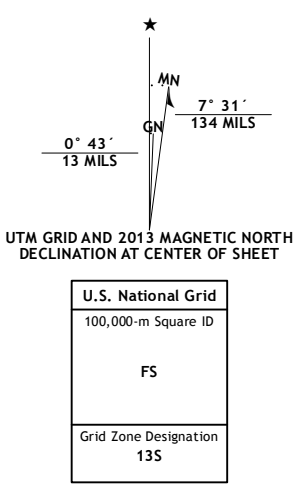 ★
MN
GN
7° 31´
134 MILS
0° 43´
13 MILS
UTM GRID AND 2013 MAGNETIC NORTH
DECLINATION AT CENTER OF SHEET
U.S. National Grid
100,000-m Square ID
FS
Grid Zone Designation
13S